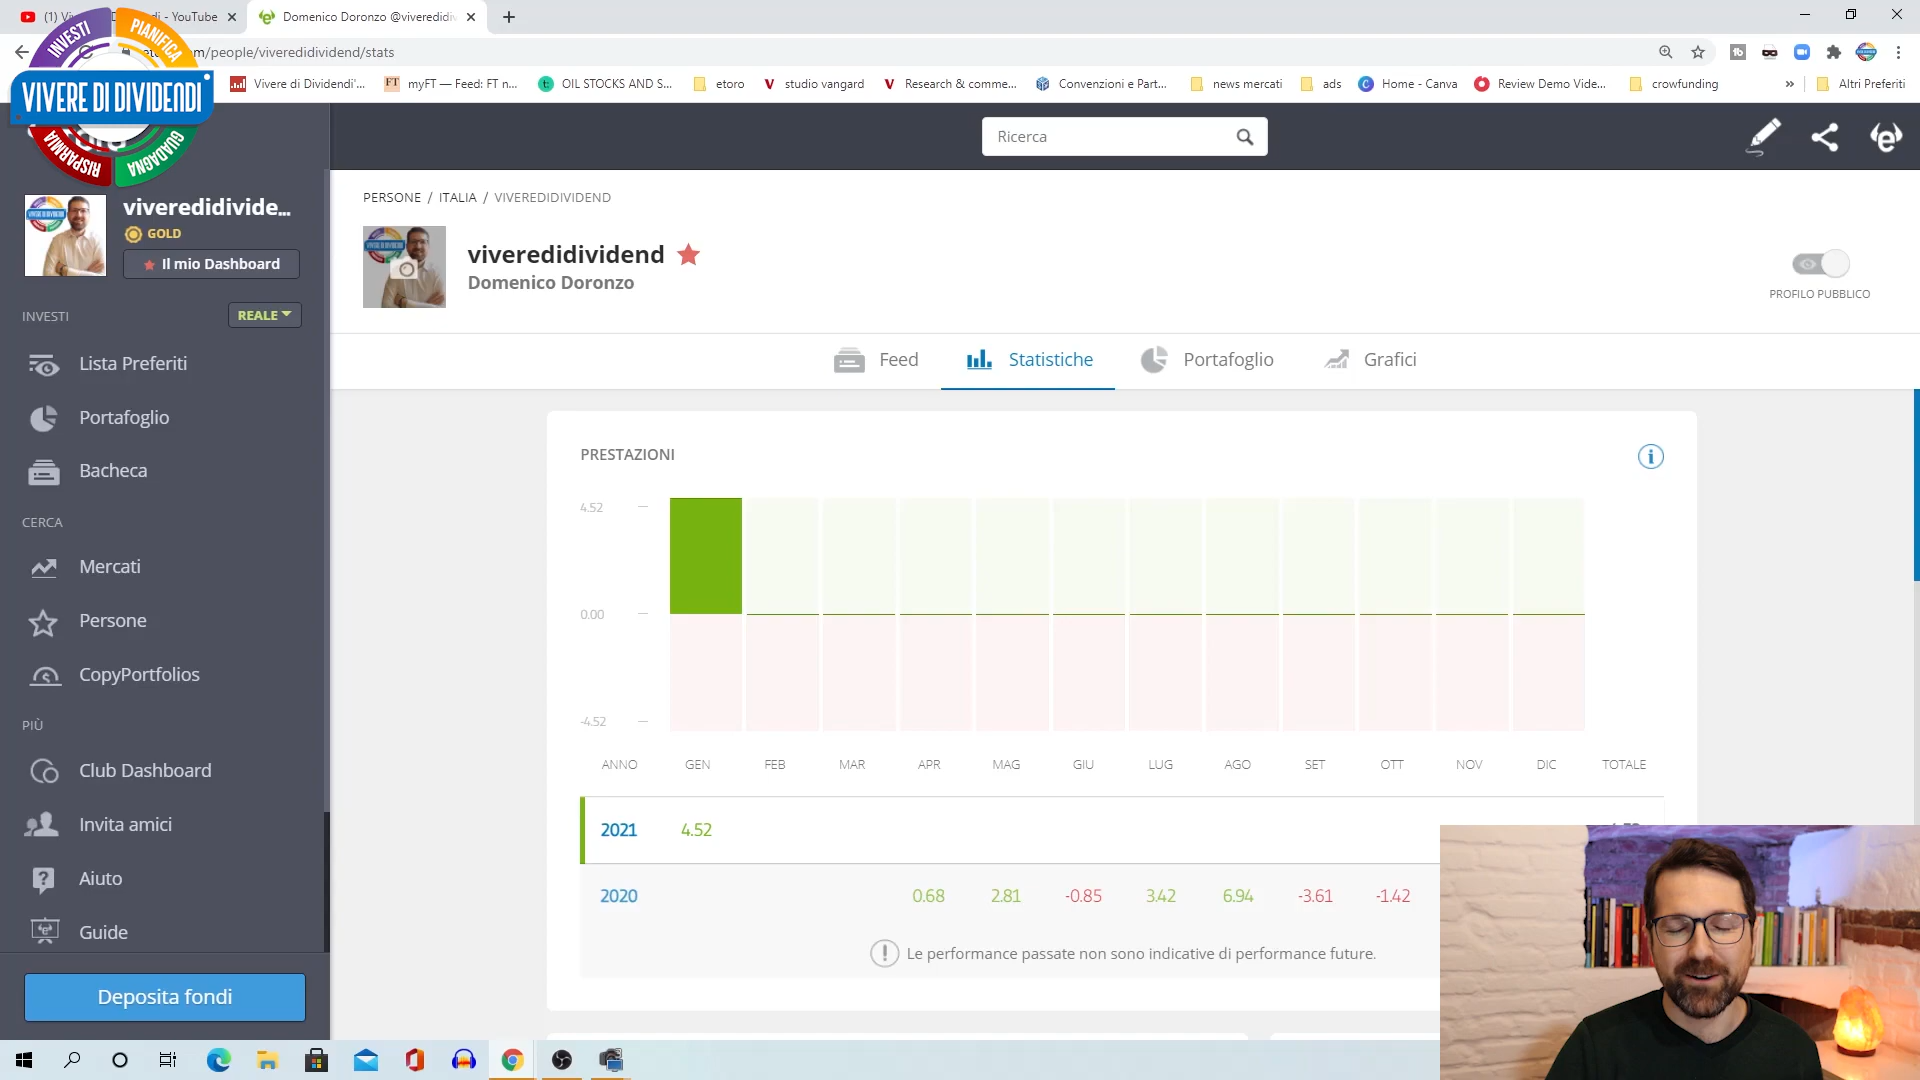 Domenico Doronzo @viveredidiv
/people/viveredidividend/stats
Vivere di Dividendi'...
FT myFT — Feed: FT n...
OIL STOCKS AND S...
etoro
studio vangard
Research & comme...
Convenzioni e Part...
news mercati
ads
Home - Canva
Review Demo Vide...
crowfunding
»
Altri Preferiti
INVESTI
PIANIFICA
VIVERE DI DIVIDENDI
RISPARMIA
GUADAGNA
Ricerca
viveredidivide...
GOLD
Il mio Dashboard
INVESTI
REALE
Lista Preferiti
Portafoglio
Bacheca
CERCA
Mercati
Persone
CopyPortfolios
PIÙ
Club Dashboard
Invita amici
Aiuto
Guide
Deposita fondi
PERSONE / ITALIA / VIVEREDIDIVIDEND
viveredidividend
Domenico Doronzo
PROFILO PUBBLICO
Feed
Statistiche
Portafoglio
Grafici
PRESTAZIONI
4.52
0.00
-4.52
ANNO GEN FEB MAR APR MAG GIU LUG AGO SET OTT NOV DIC TOTALE
2021 4.52
2020 0.68 2.81 -0.85 3.42 6.94 -3.61 -1.42
Le performance passate non sono indicative di performance future.